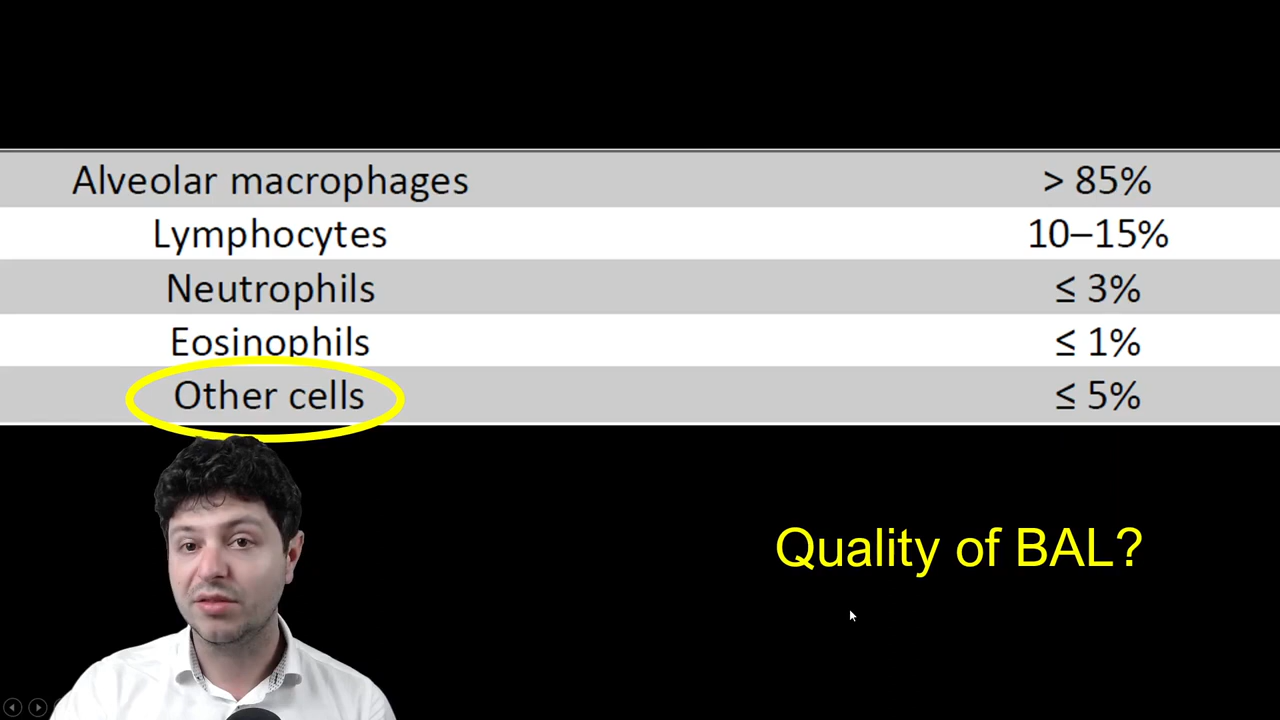 Alveolar macrophages > 85%
Lymphocytes 10–15%
Neutrophils ≤ 3%
Eosinophils ≤ 1%
Other cells ≤ 5%
Quality of BAL?